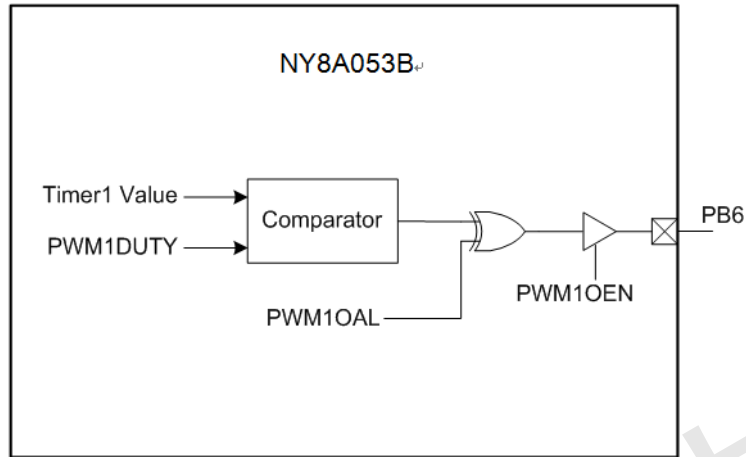 NY8A053B↵
Timer1 Value
Comparator
PB6
PWM1DUTY
PWM1OEN
PWM1OAL